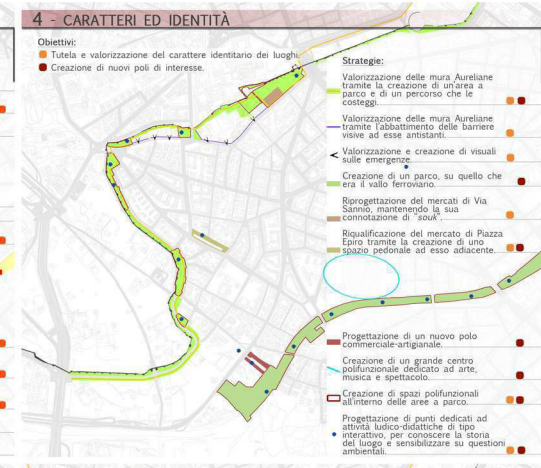 4 - CARATTERI ED IDENTITÀ
Obiettivi:
Tutela e valorizzazione del carattere identitario dei luoghi.
Creazione di nuovi poli di interesse.
Strategie:
Valorizzazione delle mura Aureliane
tramite la creazione di un'area a
parco e di un percorso che le
costeggi.
Valorizzazione delle mura Aureliane
tramite l'abbattimento delle barriere
visive ad esse antistanti.
Valorizzazione e creazione di visuali
sulle emergenze.
Creazione di un parco, su quello che
era il vallo ferroviario.
Riprogettazione del mercati di Via
Sannio, mantenendo la sua
connotazione di "souk".
Riqualificazione del mercato di Piazza
Epiro tramite la creazione di uno
spazio pedonale ad esso adiacente.
Progettazione di un nuovo polo
commerciale-artigianale.
Creazione di un grande centro
polifunzionale dedicato ad arte,
musica e spettacolo.
Creazione di spazi polifunzionali
all'interno delle aree a parco.
Progettazione di punti dedicati ad
attività ludico-didattiche di tipo
interattivo, per conoscere la storia
del luogo e sensibilizzare su questioni
ambientali.